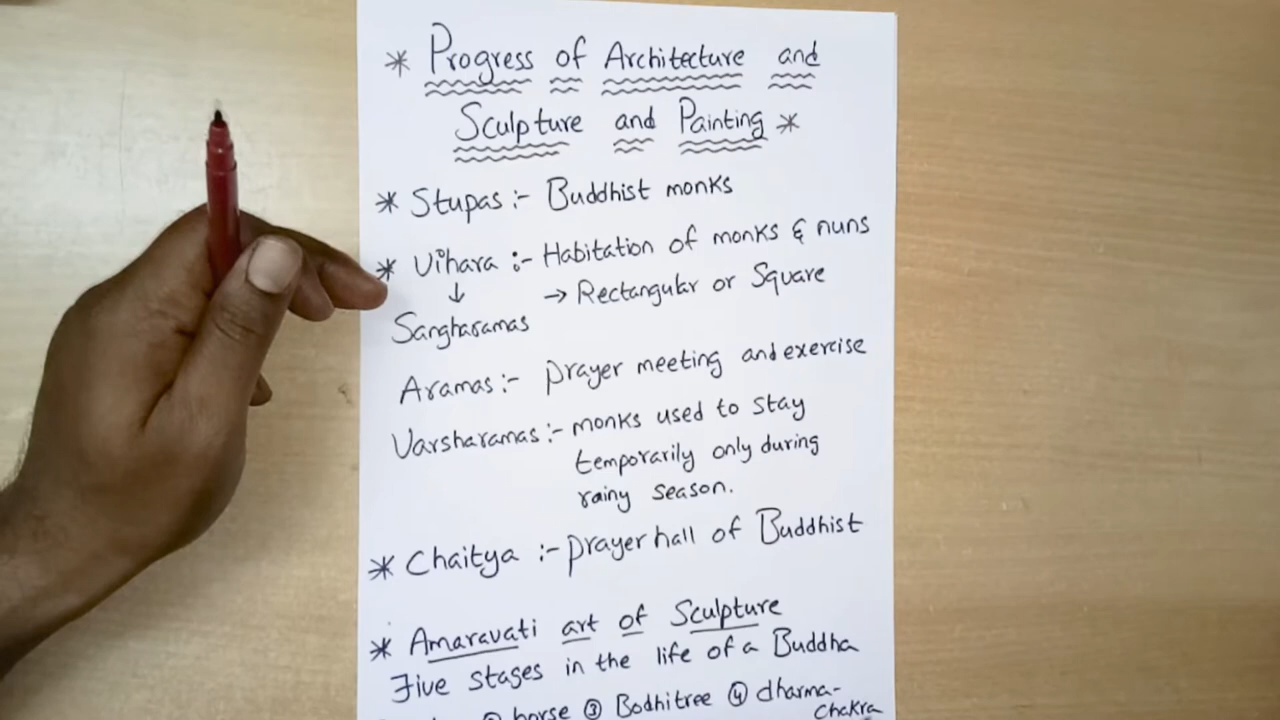 * Progress of Architecture and
Sculpture and Painting *
* Stupas :- Buddhist monks
* Vihara :- Habitation of monks & nuns
↓ → Rectangular or Square
Sangharamas
Aramas :- prayer meeting and exercise
Varsharamas :- monks used to stay
temporarily only during
rainy season.
* Chaitya :- prayer hall of Buddhist
* Amaravati art of Sculpture
Five stages in the life of a Buddha
horse ③ Bodhitree ④ dharma-
chakra